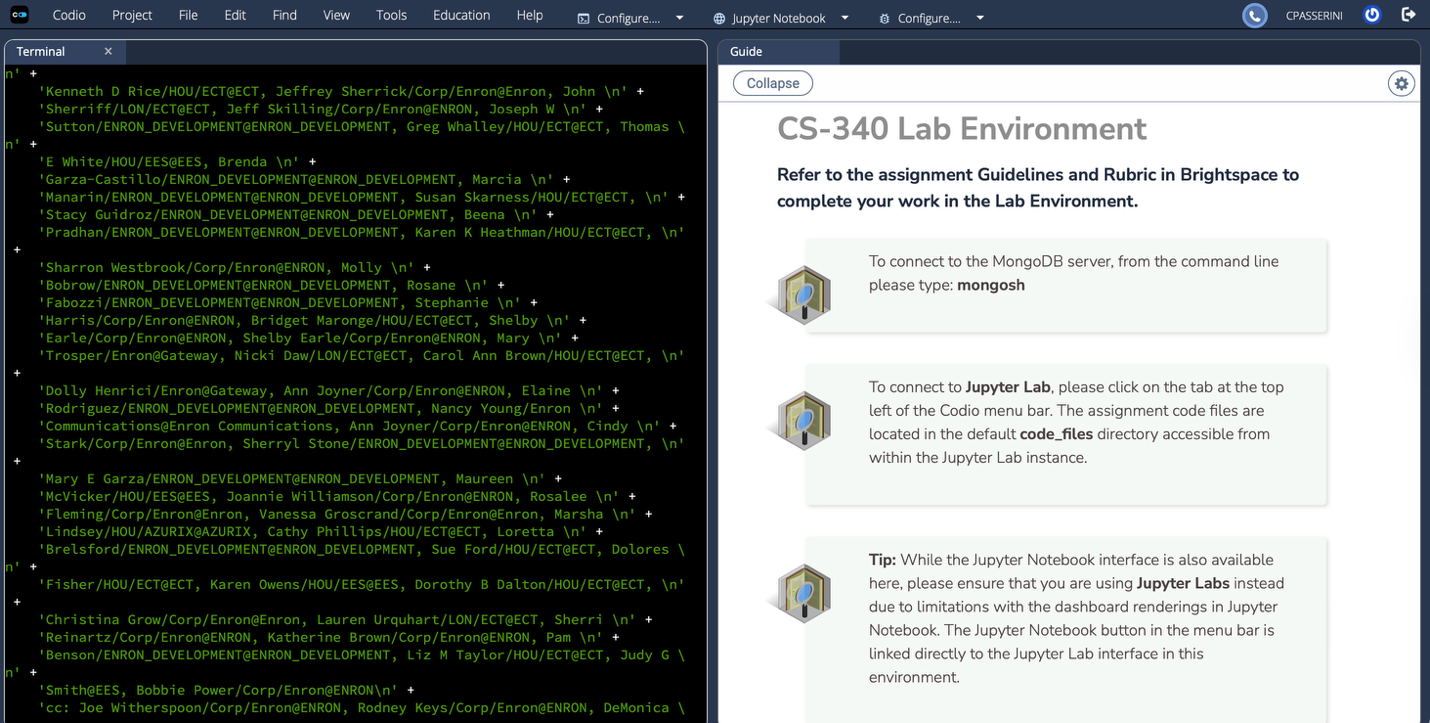 Codio Project File Edit Find View Tools Education Help Configure.... Jupyter Notebook Configure.... CPASSERINI
Terminal ×
n' +
'Kenneth D Rice/HOU/ECT@ECT, Jeffrey Sherrick/Corp/Enron@Enron, John \n' +
'Sherriff/LON/ECT@ECT, Jeff Skilling/Corp/Enron@ENRON, Joseph W \n' +
'Sutton/ENRON_DEVELOPMENT@ENRON_DEVELOPMENT, Greg Whalley/HOU/ECT@ECT, Thomas \
n' +
'E White/HOU/EES@EES, Brenda \n' +
'Garza-Castillo/ENRON_DEVELOPMENT@ENRON_DEVELOPMENT, Marcia \n' +
'Manarin/ENRON_DEVELOPMENT@ENRON_DEVELOPMENT, Susan Skarness/HOU/ECT@ECT, \n' +
'Stacy Guidroz/ENRON_DEVELOPMENT@ENRON_DEVELOPMENT, Beena \n' +
'Pradhan/ENRON_DEVELOPMENT@ENRON_DEVELOPMENT, Karen K Heathman/HOU/ECT@ECT, \n'
+
'Sharron Westbrook/Corp/Enron@ENRON, Molly \n' +
'Bobrow/ENRON_DEVELOPMENT@ENRON_DEVELOPMENT, Rosane \n' +
'Fabozzi/ENRON_DEVELOPMENT@ENRON_DEVELOPMENT, Stephanie \n' +
'Harris/Corp/Enron@ENRON, Bridget Maronge/HOU/ECT@ECT, Shelby \n' +
'Earle/Corp/Enron@ENRON, Shelby Earle/Corp/Enron@ENRON, Mary \n' +
'Trosper/Enron@Gateway, Nicki Daw/LON/ECT@ECT, Carol Ann Brown/HOU/ECT@ECT, \n'
+
'Dolly Henrici/Enron@Gateway, Ann Joyner/Corp/Enron@ENRON, Elaine \n' +
'Rodriguez/ENRON_DEVELOPMENT@ENRON_DEVELOPMENT, Nancy Young/Enron \n' +
'Communications@Enron Communications, Ann Joyner/Corp/Enron@ENRON, Cindy \n' +
'Stark/Corp/Enron@Enron, Sherryl Stone/ENRON_DEVELOPMENT@ENRON_DEVELOPMENT, \n'
+
'Mary E Garza/ENRON_DEVELOPMENT@ENRON_DEVELOPMENT, Maureen \n' +
'McVicker/HOU/EES@EES, Joannie Williamson/Corp/Enron@ENRON, Rosalee \n' +
'Fleming/Corp/Enron@Enron, Vanessa Groscrand/Corp/Enron@Enron, Marsha \n' +
'Lindsey/HOU/AZURIX@AZURIX, Cathy Phillips/HOU/ECT@ECT, Loretta \n' +
'Brelsford/ENRON_DEVELOPMENT@ENRON_DEVELOPMENT, Sue Ford/HOU/ECT@ECT, Dolores \
n' +
'Fisher/HOU/ECT@ECT, Karen Owens/HOU/EES@EES, Dorothy B Dalton/HOU/ECT@ECT, \n'
+
'Christina Grow/Corp/Enron@Enron, Lauren Urquhart/LON/ECT@ECT, Sherri \n' +
'Reinartz/Corp/Enron@ENRON, Katherine Brown/Corp/Enron@ENRON, Pam \n' +
'Benson/ENRON_DEVELOPMENT@ENRON_DEVELOPMENT, Liz M Taylor/HOU/ECT@ECT, Judy G \
n' +
'Smith@EES, Bobbie Power/Corp/Enron@ENRON\n' +
'cc: Joe Witherspoon/Corp/Enron@ENRON, Rodney Keys/Corp/Enron@ENRON, DeMonica \
Guide
Collapse
CS-340 Lab Environment
Refer to the assignment Guidelines and Rubric in Brightspace to
complete your work in the Lab Environment.
To connect to the MongoDB server, from the command line
please type: mongosh
To connect to Jupyter Lab, please click on the tab at the top
left of the Codio menu bar. The assignment code files are
located in the default code_files directory accessible from
within the Jupyter Lab instance.
Tip: While the Jupyter Notebook interface is also available
here, please ensure that you are using Jupyter Labs instead
due to limitations with the dashboard renderings in Jupyter
Notebook. The Jupyter Notebook button in the menu bar is
linked directly to the Jupyter Lab interface in this
environment.